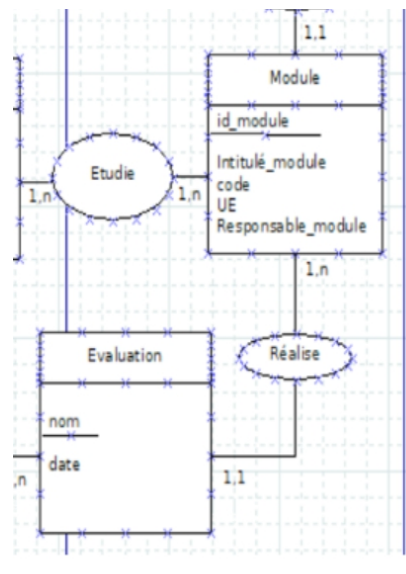 1,1
Module
id_module
Intitulé_module
code
UE
Responsable_module
Etudie
1,n
1,n
1,n
Réalise
Evaluation
nom
date
,n
1,1